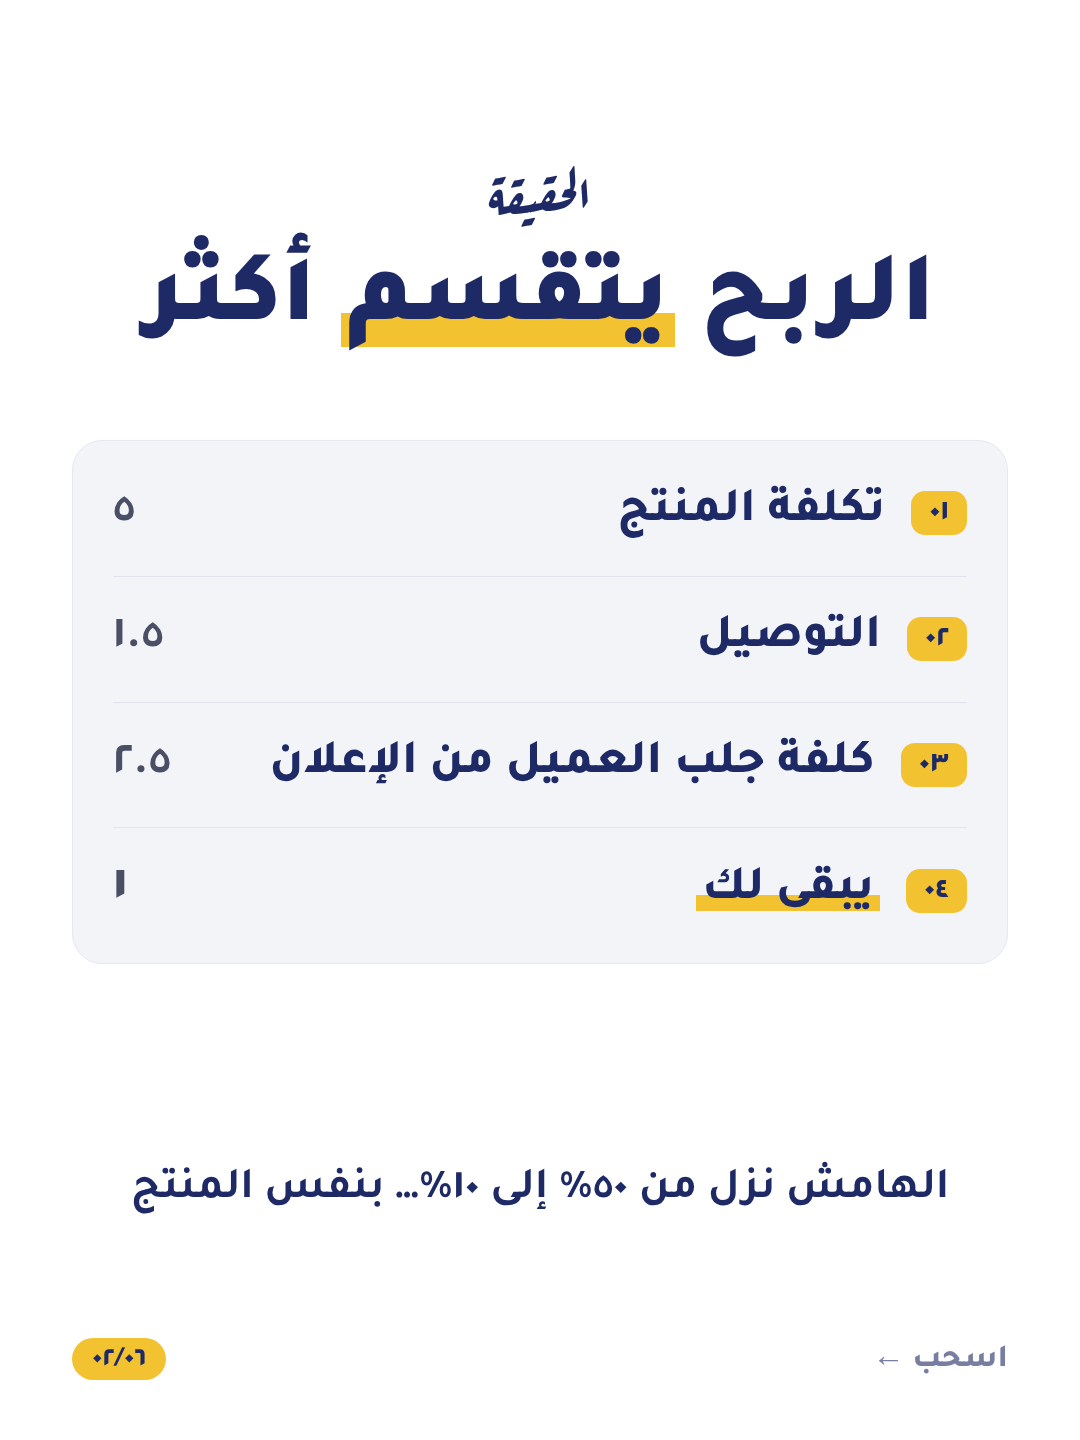 الحقيقة
الربح يتقسم أكثر
٠١ تكلفة المنتج ٥
٠٢ التوصيل ١.٥
٠٣ كلفة جلب العميل من الإعلان ٢.٥
٠٤ يبقى لك ١
الهامش نزل من ٥٠% إلى ١٠%... بنفس المنتج
اسحب ←
٠٢/٠٦